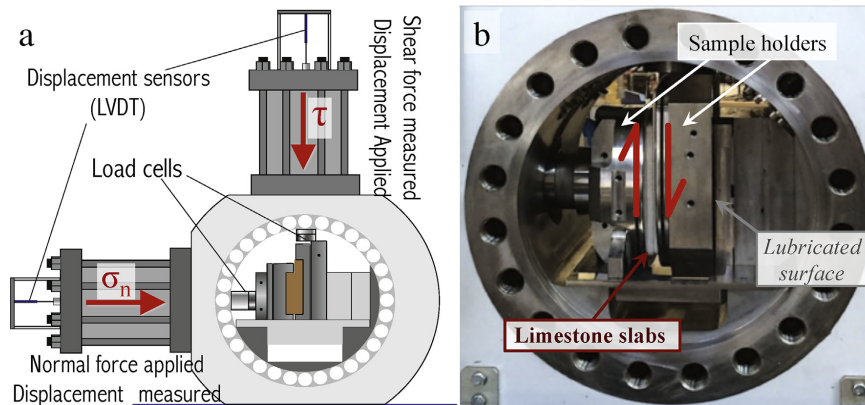 a
Displacement sensors
(LVDT)
Shear force measured
Displacement Applied
τ
Load cells
σn
Normal force applied
Displacement measured
b
Sample holders
Lubricated
surface
Limestone slabs